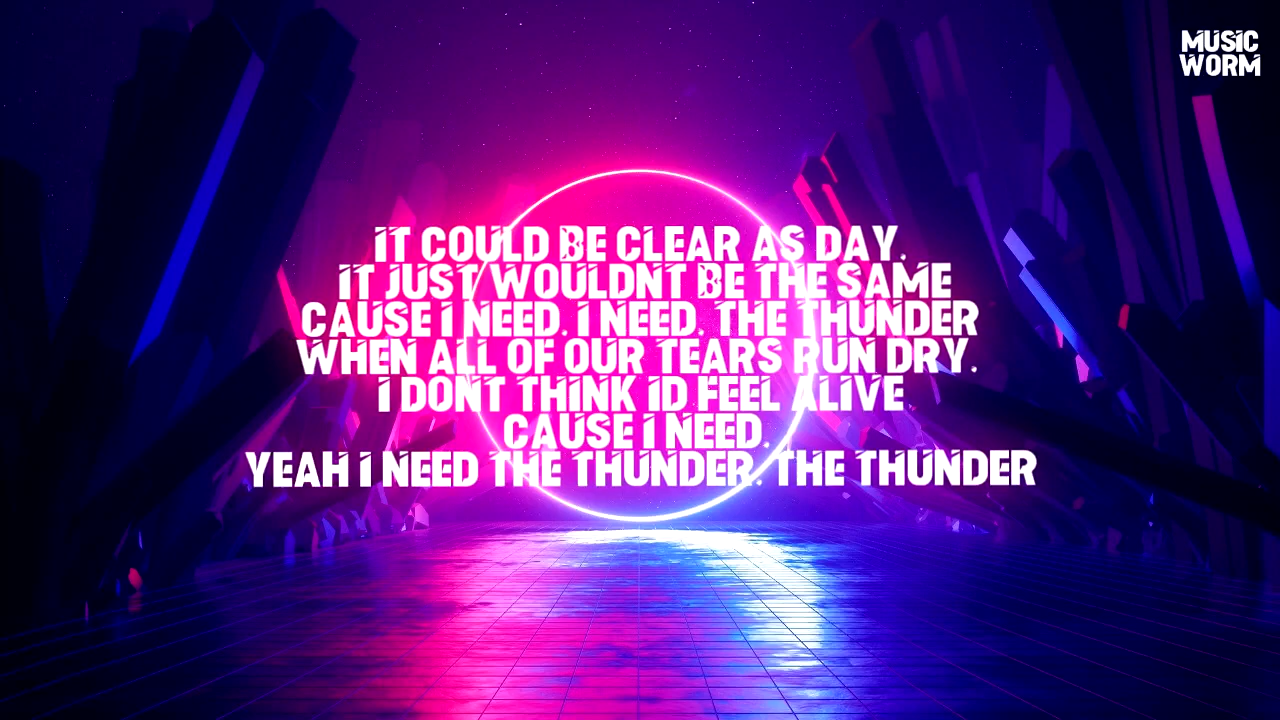 MUSIC
WORM
IT COULD BE CLEAR AS DAY,
IT JUST WOULDNT BE THE SAME
CAUSE I NEED, I NEED, THE THUNDER
WHEN ALL OF OUR TEARS RUN DRY,
I DONT THINK ID FEEL ALIVE
CAUSE I NEED,
YEAH I NEED THE THUNDER, THE THUNDER